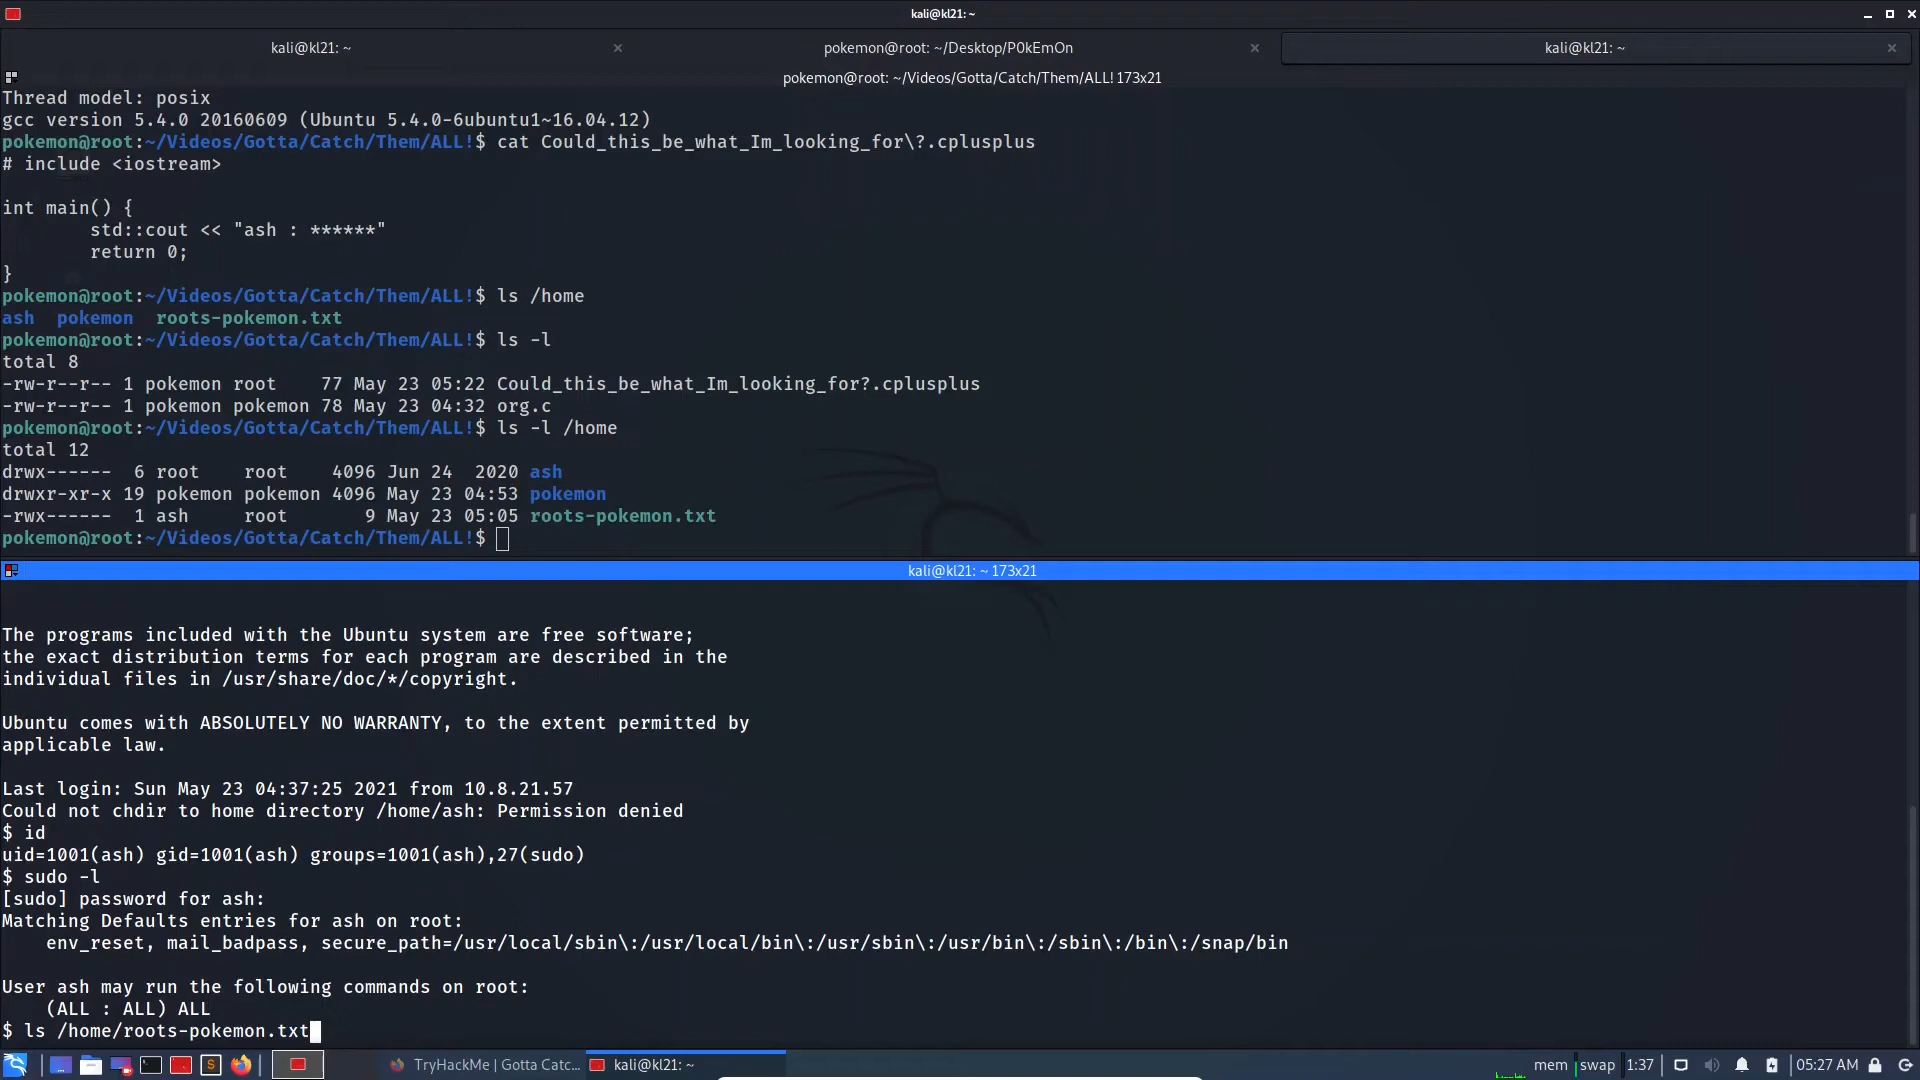 kali@kl21: ~
kali@kl21: ~
pokemon@root: ~/Desktop/P0kEmOn
kali@kl21: ~
pokemon@root: ~/Videos/Gotta/Catch/Them/ALL! 173x21
Thread model: posix
gcc version 5.4.0 20160609 (Ubuntu 5.4.0-6ubuntu1~16.04.12)
pokemon@root:~/Videos/Gotta/Catch/Them/ALL!$ cat Could_this_be_what_Im_looking_for\?.cplusplus
# include <iostream>
int main() {
        std::cout << "ash : ******"
        return 0;
}
pokemon@root:~/Videos/Gotta/Catch/Them/ALL!$ ls /home
ash  pokemon  roots-pokemon.txt
pokemon@root:~/Videos/Gotta/Catch/Them/ALL!$ ls -l
total 8
-rw-r--r-- 1 pokemon root    77 May 23 05:22 Could_this_be_what_Im_looking_for?.cplusplus
-rw-r--r-- 1 pokemon pokemon 78 May 23 04:32 org.c
pokemon@root:~/Videos/Gotta/Catch/Them/ALL!$ ls -l /home
total 12
drwx------  6 root    root    4096 Jun 24  2020 ash
drwxr-xr-x 19 pokemon pokemon 4096 May 23 04:53 pokemon
-rwx------  1 ash     root       9 May 23 05:05 roots-pokemon.txt
pokemon@root:~/Videos/Gotta/Catch/Them/ALL!$
kali@kl21: ~ 173x21
The programs included with the Ubuntu system are free software;
the exact distribution terms for each program are described in the
individual files in /usr/share/doc/*/copyright.
Ubuntu comes with ABSOLUTELY NO WARRANTY, to the extent permitted by
applicable law.
Last login: Sun May 23 04:37:25 2021 from 10.8.21.57
Could not chdir to home directory /home/ash: Permission denied
$ id
uid=1001(ash) gid=1001(ash) groups=1001(ash),27(sudo)
$ sudo -l
[sudo] password for ash:
Matching Defaults entries for ash on root:
    env_reset, mail_badpass, secure_path=/usr/local/sbin\:/usr/local/bin\:/usr/sbin\:/usr/bin\:/sbin\:/bin\:/snap/bin
User ash may run the following commands on root:
    (ALL : ALL) ALL
$ ls /home/roots-pokemon.txt
TryHackMe | Gotta Catc... kali@kl21: ~ mem swap 1:37 05:27 AM